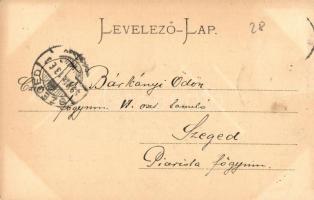 LEVELEZŐ-LAP.
28
Bárkányi Ödön
főgymn. VI. oszt. tanuló
Szeged
Piarista főgymn.